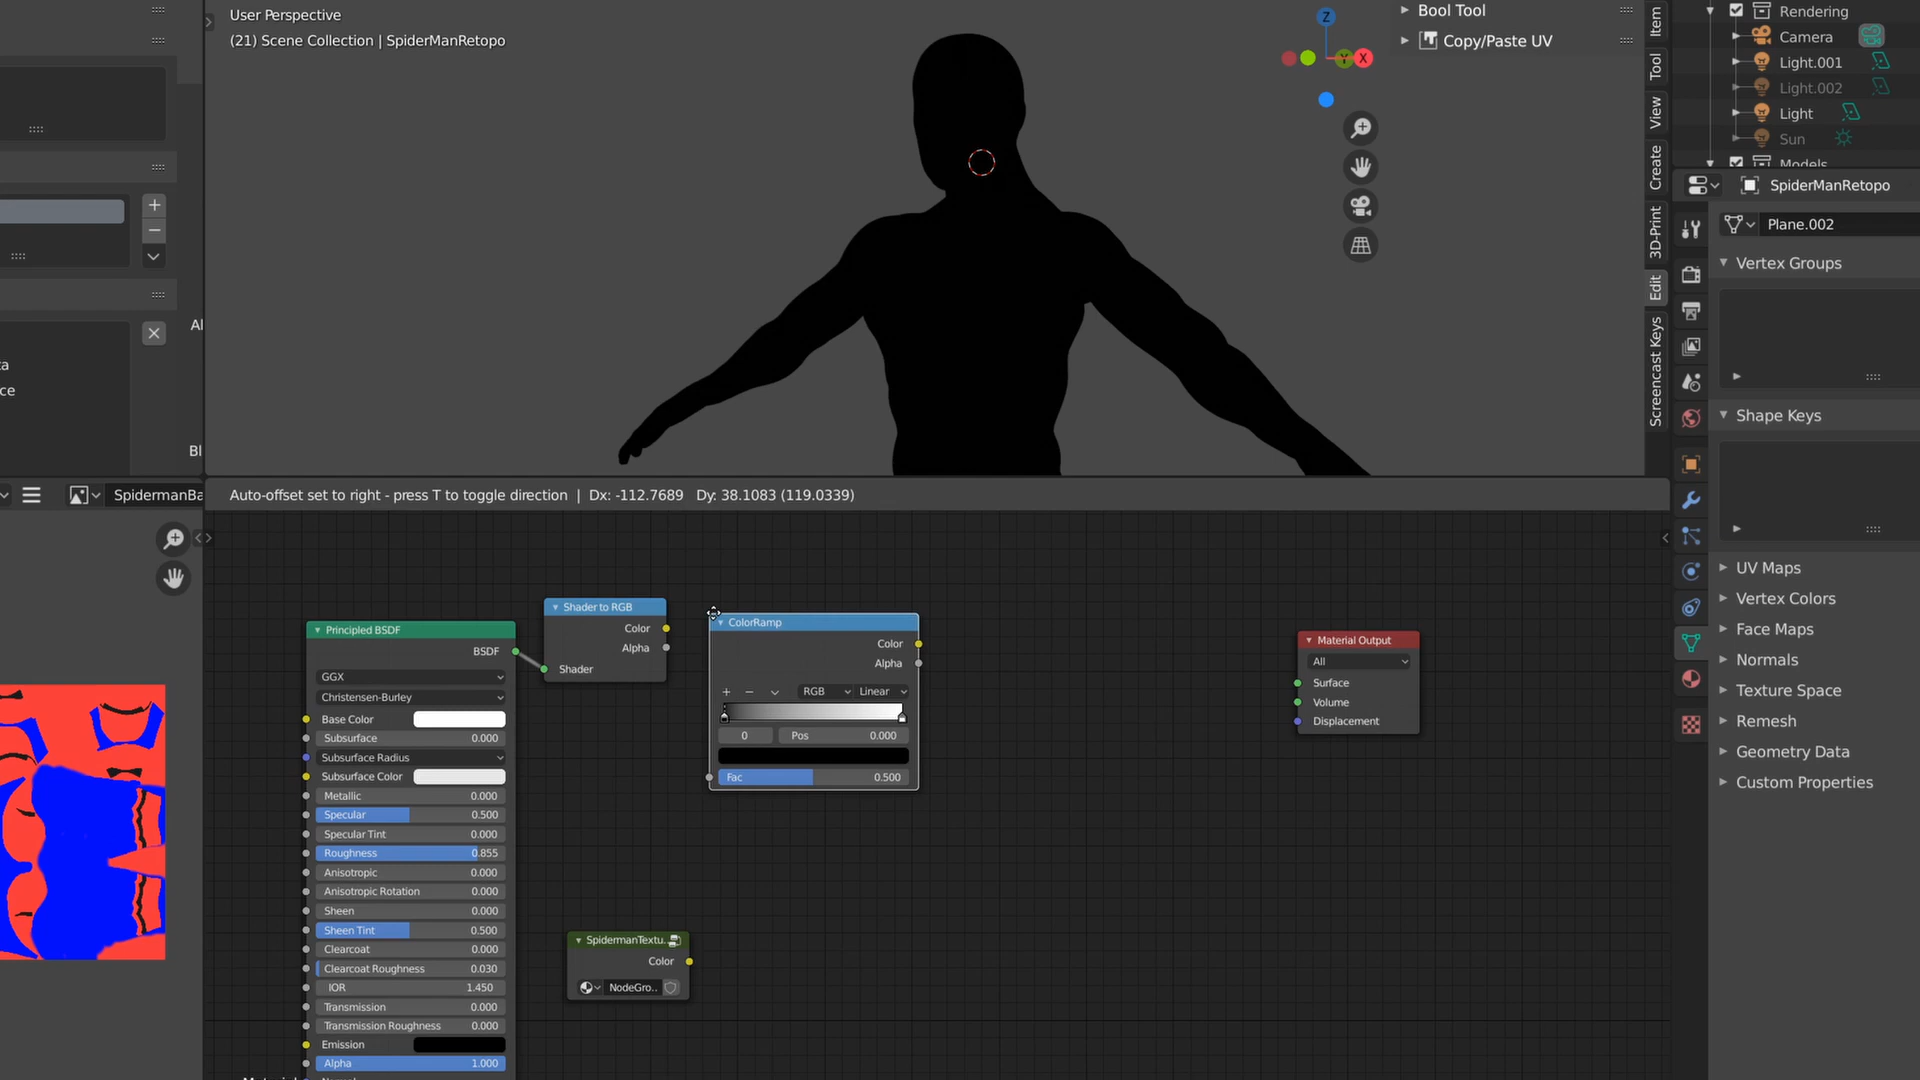 User Perspective
(21) Scene Collection | SpiderManRetopo
Bool Tool
Copy/Paste UV
Z
Y
X
Item
Tool
View
Create
3D-Print
Edit
Screencast Keys
Rendering
Camera
Light.001
Light.002
Light
Sun
Models
SpiderManRetopo
Plane.002
Vertex Groups
Shape Keys
UV Maps
Vertex Colors
Face Maps
Normals
Texture Space
Remesh
Geometry Data
Custom Properties
Al
ta
ce
Bl
SpidermanBa
Auto-offset set to right - press T to toggle direction | Dx: -112.7689 Dy: 38.1083 (119.0339)
Principled BSDF
BSDF
GGX
Christensen-Burley
Base Color
Subsurface 0.000
Subsurface Radius
Subsurface Color
Metallic 0.000
Specular 0.500
Specular Tint 0.000
Roughness 0.855
Anisotropic 0.000
Anisotropic Rotation 0.000
Sheen 0.000
Sheen Tint 0.500
Clearcoat 0.000
Clearcoat Roughness 0.030
IOR 1.450
Transmission 0.000
Transmission Roughness 0.000
Emission
Alpha 1.000
Shader to RGB
Color
Alpha
Shader
ColorRamp
Color
Alpha
RGB Linear
0 Pos 0.000
Fac 0.500
SpidermanTextu..
Color
NodeGro..
Material Output
All
Surface
Volume
Displacement